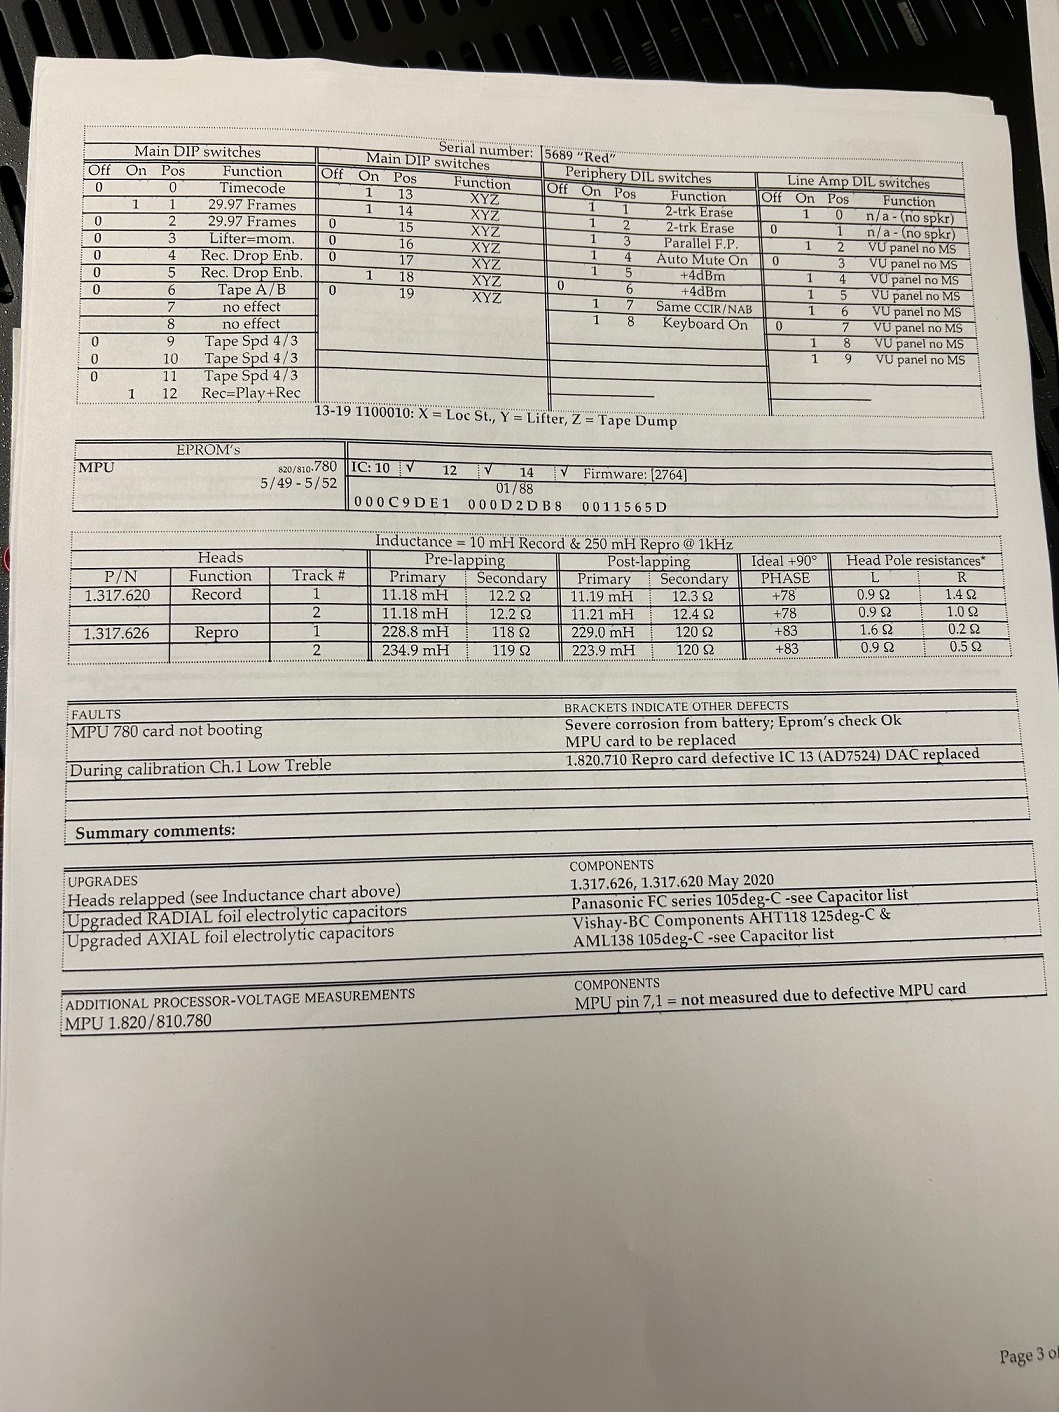 Serial number: 5689 "Red"
Main DIP switches Main DIP switches Periphery DIL switches Line Amp DIL switches
Off On Pos Function Off On Pos Function Off On Pos Function Off On Pos Function
0 0 Timecode 1 13 XYZ 1 1 2-trk Erase 1 0 n/a - (no spkr)
1 1 29.97 Frames 1 14 XYZ 1 2 2-trk Erase 0 1 n/a - (no spkr)
0 2 29.97 Frames 0 15 XYZ 1 3 Parallel F.P. 1 2 VU panel no MS
0 3 Lifter=mom. 0 16 XYZ 1 4 Auto Mute On 0 3 VU panel no MS
0 4 Rec. Drop Enb. 0 17 XYZ 1 5 +4dBm 1 4 VU panel no MS
0 5 Rec. Drop Enb. 1 18 XYZ 0 6 +4dBm 1 5 VU panel no MS
0 6 Tape A/B 0 19 XYZ 1 7 Same CCIR/NAB 1 6 VU panel no MS
7 no effect 1 8 Keyboard On 0 7 VU panel no MS
8 no effect 1 8 VU panel no MS
0 9 Tape Spd 4/3 1 9 VU panel no MS
0 10 Tape Spd 4/3
0 11 Tape Spd 4/3
1 12 Rec=Play+Rec
13-19 1100010: X = Loc St., Y = Lifter, Z = Tape Dump
EPROM's
MPU 820/810.780 IC: 10 √ 12 √ 14 √ Firmware: [2764]
5/49 - 5/52 01/88
000C9DE1 000D2DB8 0011565D
Inductance = 10 mH Record & 250 mH Repro @ 1kHz
Heads Pre-lapping Post-lapping Ideal +90° Head Pole resistances*
P/N Function Track # Primary Secondary Primary Secondary PHASE L R
1.317.620 Record 1 11.18 mH 12.2 Ω 11.19 mH 12.3 Ω +78 0.9 Ω 1.4 Ω
2 11.18 mH 12.2 Ω 11.21 mH 12.4 Ω +78 0.9 Ω 1.0 Ω
1.317.626 Repro 1 228.8 mH 118 Ω 229.0 mH 120 Ω +83 1.6 Ω 0.2 Ω
2 234.9 mH 119 Ω 223.9 mH 120 Ω +83 0.9 Ω 0.5 Ω
FAULTS BRACKETS INDICATE OTHER DEFECTS
MPU 780 card not booting Severe corrosion from battery; Eprom's check Ok
MPU card to be replaced
During calibration Ch.1 Low Treble 1.820.710 Repro card defective IC 13 (AD7524) DAC replaced
Summary comments:
UPGRADES COMPONENTS
Heads relapped (see Inductance chart above) 1.317.626, 1.317.620 May 2020
Upgraded RADIAL foil electrolytic capacitors Panasonic FC series 105deg-C -see Capacitor list
Upgraded AXIAL foil electrolytic capacitors Vishay-BC Components AHT118 125deg-C &
AML138 105deg-C -see Capacitor list
ADDITIONAL PROCESSOR-VOLTAGE MEASUREMENTS COMPONENTS
MPU 1.820/810.780 MPU pin 7,1 = not measured due to defective MPU card
Page 3 of